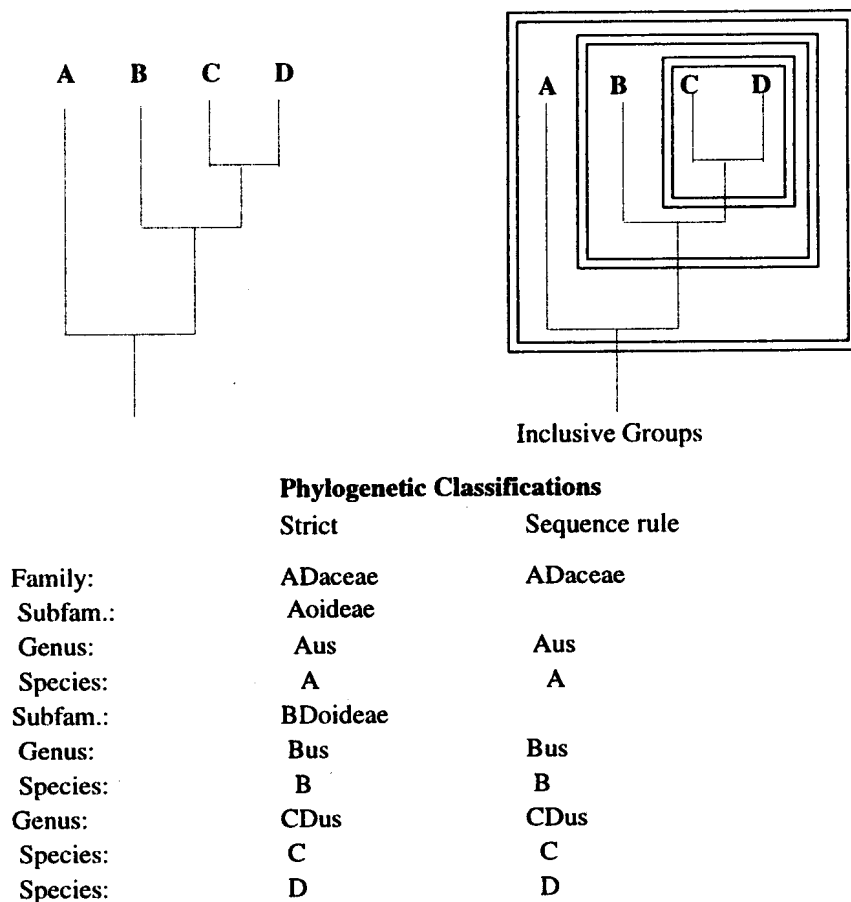 A B C D
A B C D
Inclusive Groups
Phylogenetic Classifications
Strict Sequence rule
Family: ADaceae ADaceae
Subfam.: Aoideae
Genus: Aus Aus
Species: A A
Subfam.: BDoideae
Genus: Bus Bus
Species: B B
Genus: CDus CDus
Species: C C
Species: D D